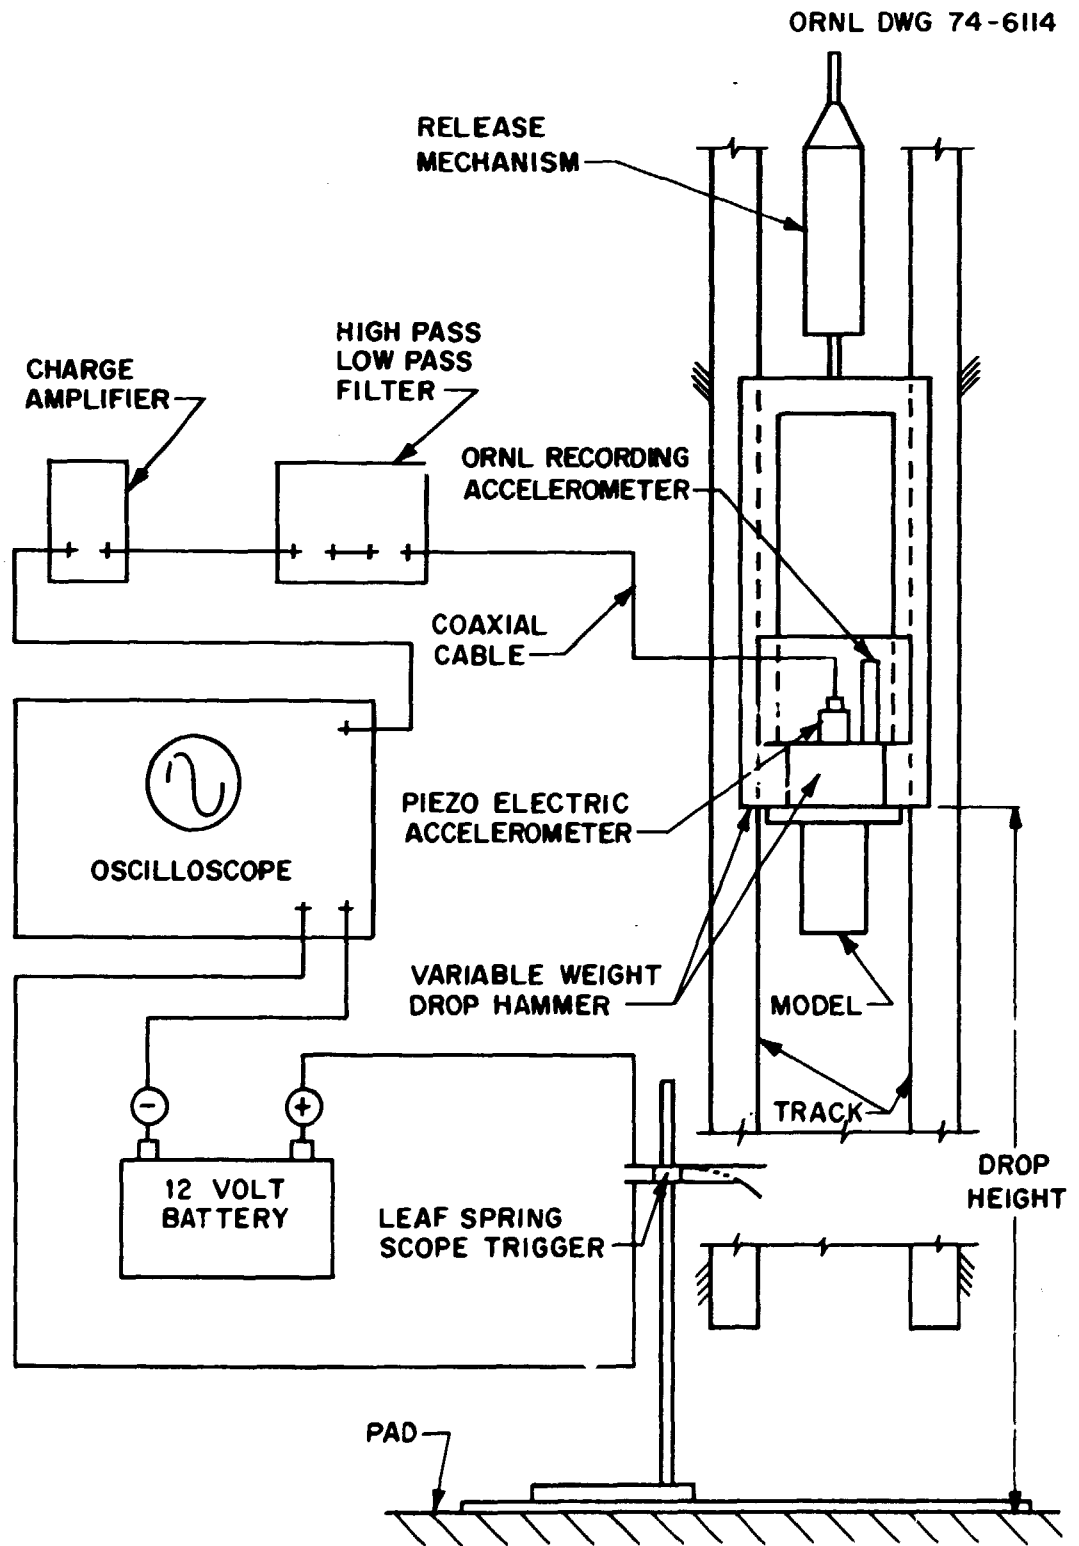 ORNL DWG 74-6114
RELEASE
MECHANISM
HIGH PASS
LOW PASS
FILTER
CHARGE
AMPLIFIER
ORNL RECORDING
ACCELEROMETER
COAXIAL
CABLE
PIEZO ELECTRIC
ACCELEROMETER
OSCILLOSCOPE
VARIABLE WEIGHT
DROP HAMMER
MODEL
TRACK
-
+
12 VOLT
BATTERY
DROP
HEIGHT
LEAF SPRING
SCOPE TRIGGER
PAD